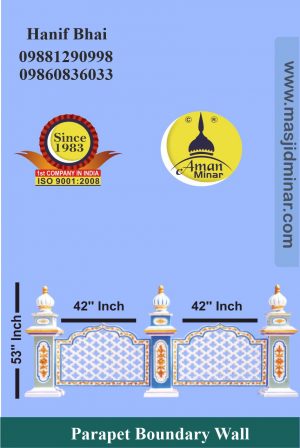 Hanif Bhai
09881290998
09860836033
www.masjidminar.com
Since
1983
1st COMPANY IN INDIA
ISO 9001:2008
© ®
Aman
Minar
42" Inch
42" Inch
53" Inch
Parapet Boundary Wall